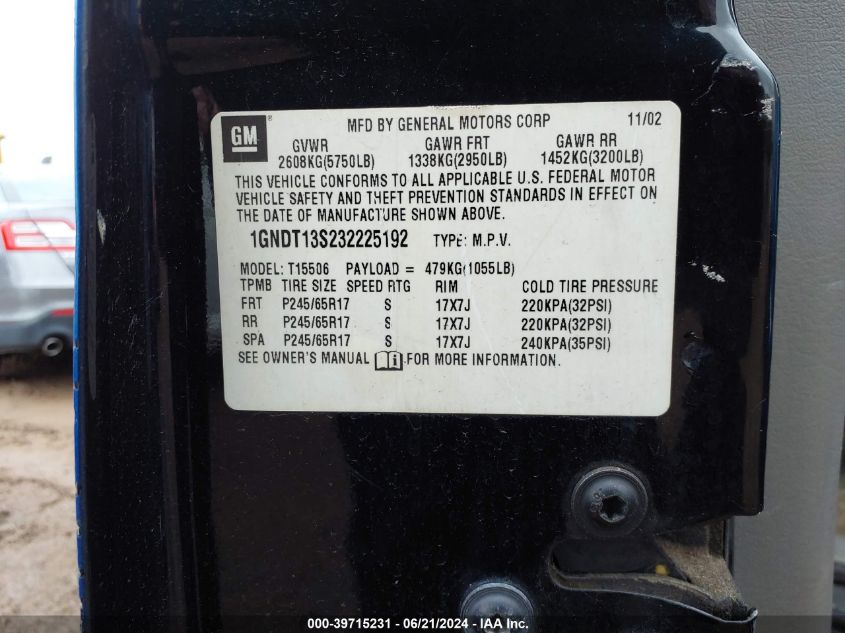 GM ®
MFD BY GENERAL MOTORS CORP 11/02
GVWR GAWR FRT GAWR RR
2608KG(5750LB) 1338KG(2950LB) 1452KG(3200LB)
THIS VEHICLE CONFORMS TO ALL APPLICABLE U.S. FEDERAL MOTOR
VEHICLE SAFETY AND THEFT PREVENTION STANDARDS IN EFFECT ON
THE DATE OF MANUFACTURE SHOWN ABOVE.
1GNDT13S232225192 TYPE: M.P.V.
MODEL: T15506 PAYLOAD = 479KG(1055LB)
TPMB TIRE SIZE SPEED RTG RIM COLD TIRE PRESSURE
FRT P245/65R17 S 17X7J 220KPA(32PSI)
RR P245/65R17 S 17X7J 220KPA(32PSI)
SPA P245/65R17 S 17X7J 240KPA(35PSI)
SEE OWNER'S MANUAL FOR MORE INFORMATION.
000-39715231 - 06/21/2024 - IAA Inc.